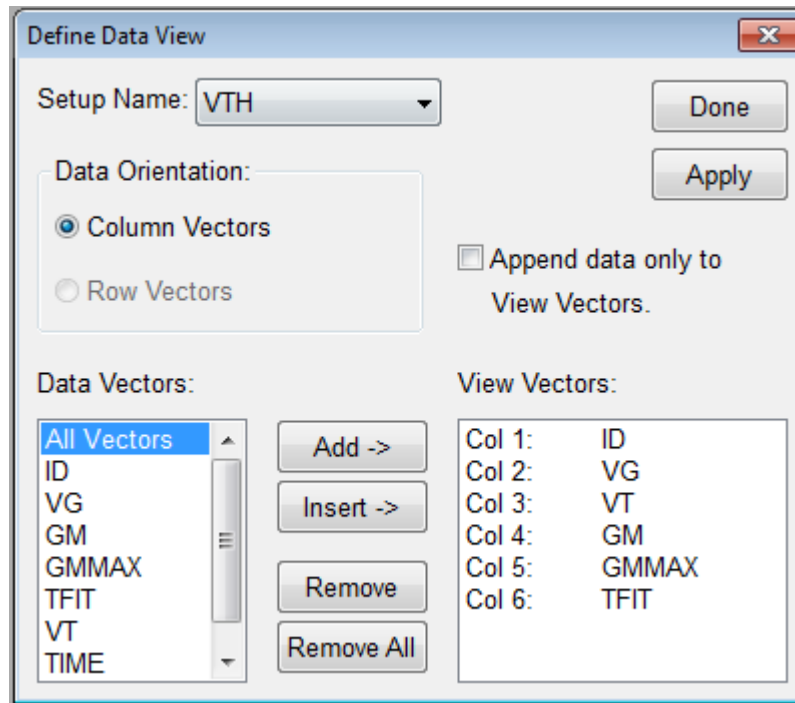 Define Data View
Setup Name: VTH
Done
Data Orientation:
Apply
Column Vectors
Row Vectors
Append data only to
View Vectors.
Data Vectors:
All Vectors
ID
VG
GM
GMMAX
TFIT
VT
TIME
Add ->
Insert ->
Remove
Remove All
View Vectors:
Col 1: ID
Col 2: VG
Col 3: VT
Col 4: GM
Col 5: GMMAX
Col 6: TFIT